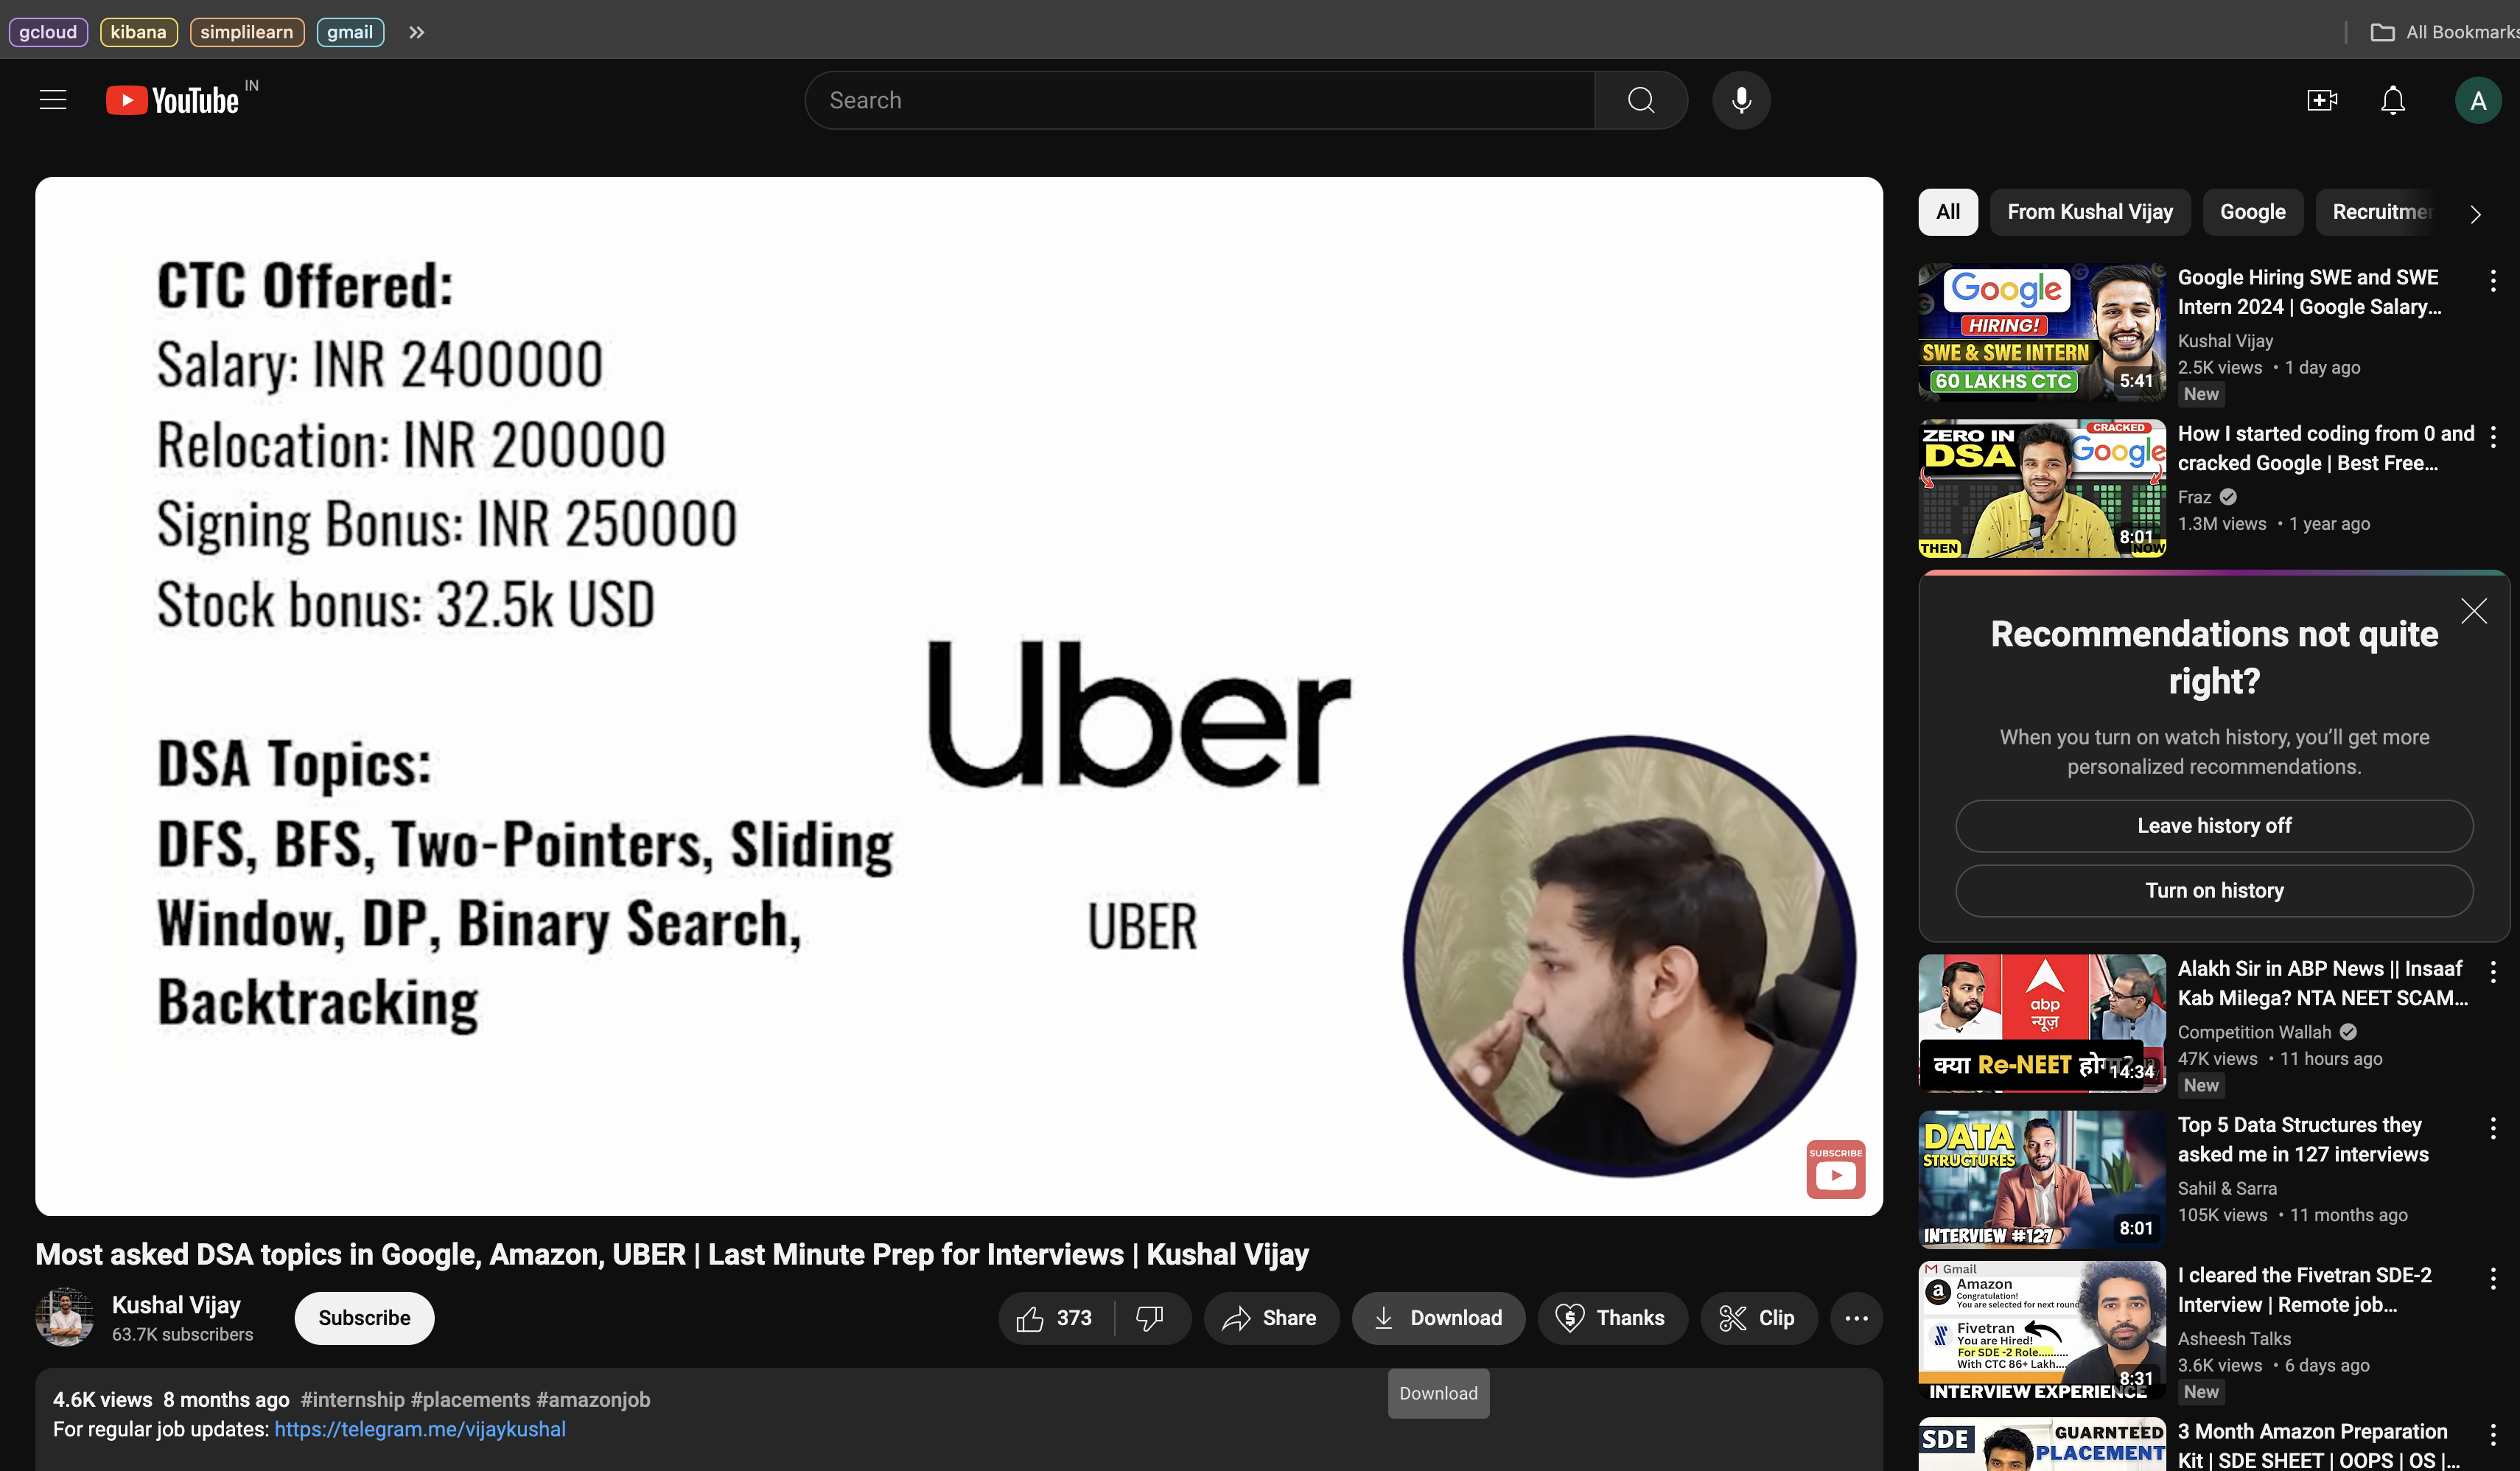 gcloud kibana simplilearn gmail » All Bookmarks
YouTube IN
Search
A
CTC Offered:
Salary: INR 2400000
Relocation: INR 200000
Signing Bonus: INR 250000
Stock bonus: 32.5k USD
DSA Topics:
DFS, BFS, Two-Pointers, Sliding
Window, DP, Binary Search,
Backtracking
Uber
UBER
SUBSCRIBE
Most asked DSA topics in Google, Amazon, UBER | Last Minute Prep for Interviews | Kushal Vijay
Kushal Vijay
63.7K subscribers
Subscribe
373
Share
Download
Thanks
Clip
4.6K views 8 months ago #internship #placements #amazonjob
For regular job updates: https://telegram.me/vijaykushal
Download
All From Kushal Vijay Google Recruitmen
Google
HIRING!
SWE & SWE INTERN
60 LAKHS CTC
5:41
Google Hiring SWE and SWE
Intern 2024 | Google Salary...
Kushal Vijay
2.5K views • 1 day ago
New
ZERO IN
DSA
CRACKED
Google
THEN
NOW
8:01
How I started coding from 0 and
cracked Google | Best Free...
Fraz
1.3M views • 1 year ago
Recommendations not quite
right?
When you turn on watch history, you’ll get more
personalized recommendations.
Leave history off
Turn on history
abp
न्यूज़
क्या Re-NEET
14:34
Alakh Sir in ABP News || Insaaf
Kab Milega? NTA NEET SCAM...
Competition Wallah
47K views • 11 hours ago
New
DATA
STRUCTURES
INTERVIEW #127
8:01
Top 5 Data Structures they
asked me in 127 interviews
Sahil & Sarra
105K views • 11 months ago
Gmail
Amazon
Congratulation!
You are selected for next round
Fivetran
You are Hired!
For SDE -2 Role.........
With CTC 86+ Lakh....
8:31
INTERVIEW EXPERIENCE
I cleared the Fivetran SDE-2
Interview | Remote job...
Asheesh Talks
3.6K views • 6 days ago
New
SDE
GUARNTEED
PLACEMENT
3 Month Amazon Preparation
Kit | SDE SHEET | OOPS | OS |...